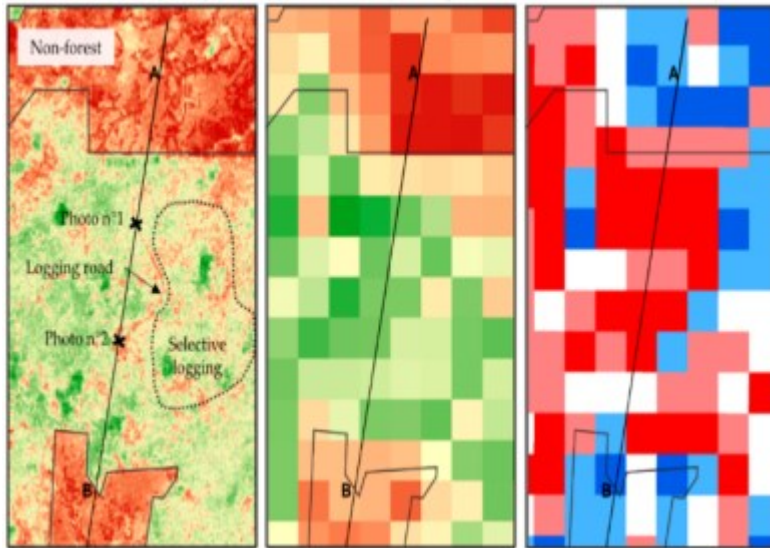 Non-forest
A
Photo n°1
Logging road
Photo n°2
Selective
logging
B
A
B
A
B